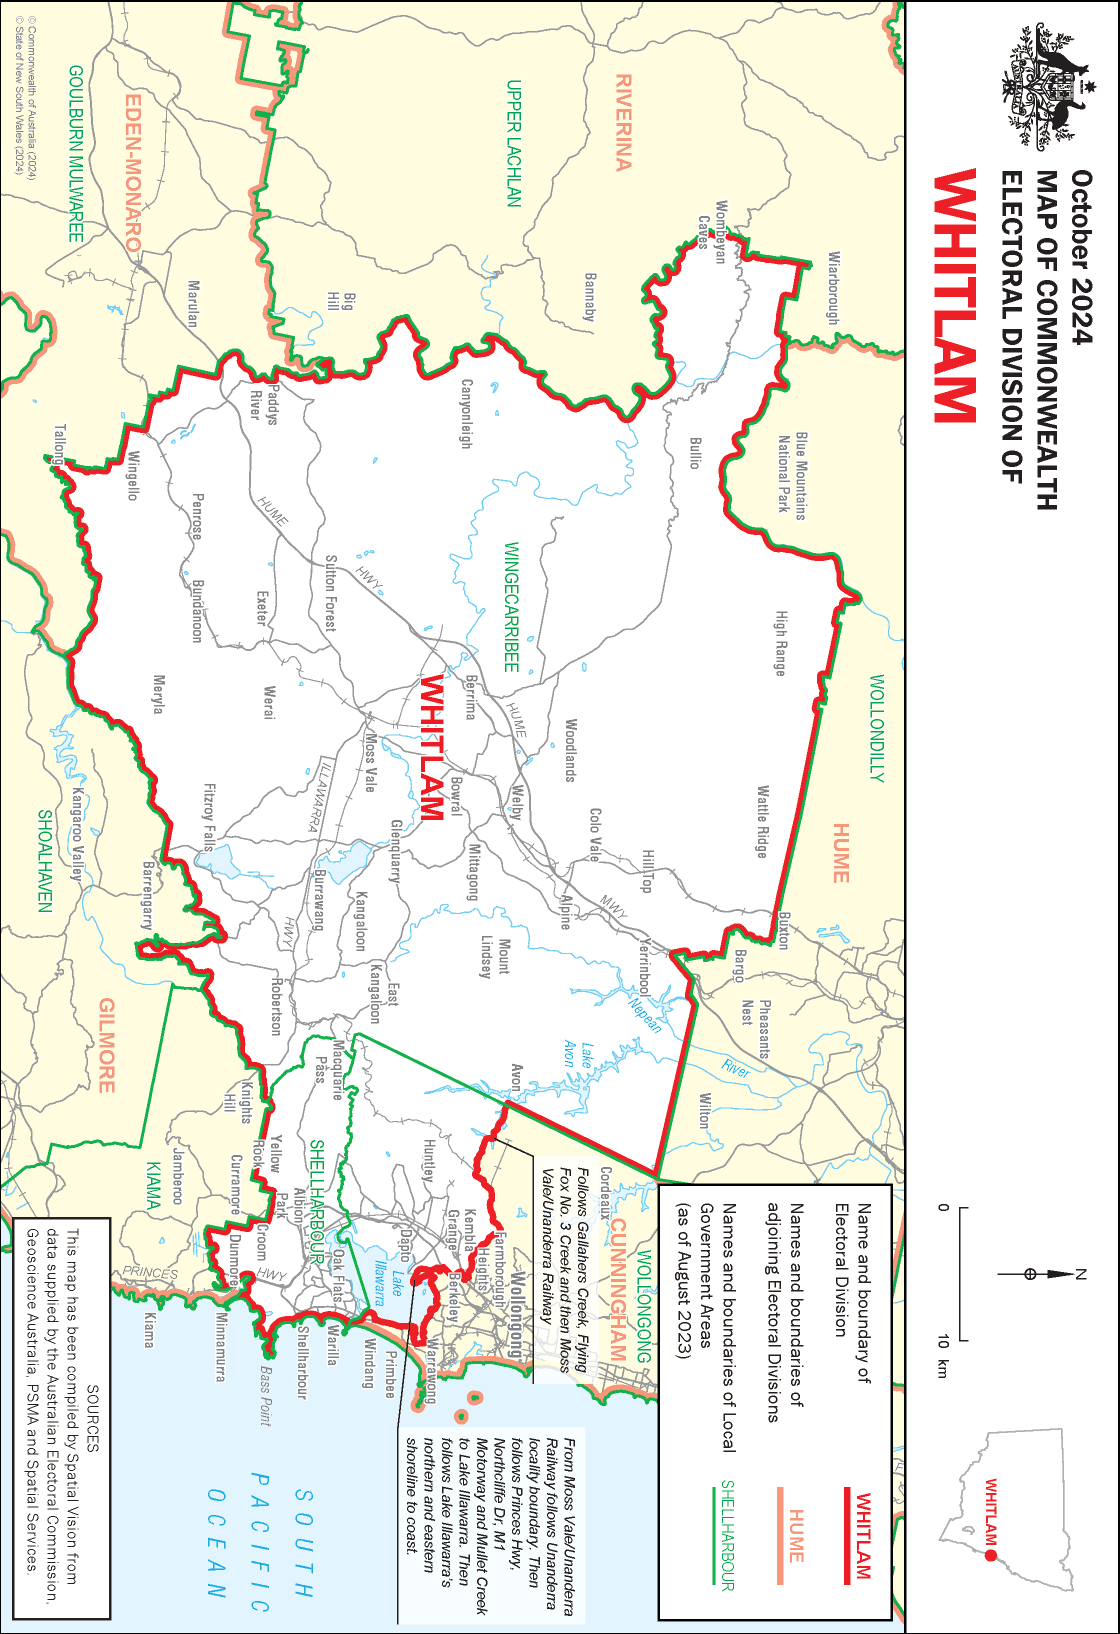 October 2024
MAP OF COMMONWEALTH
ELECTORAL DIVISION OF
WHITLAM
0 10 km
N
WHITLAM
Name and boundary of
Electoral Division
WHITLAM
Names and boundaries of
adjoining Electoral Divisions
HUME
Names and boundaries of Local
Government Areas
(as of August 2023)
SHELLHARBOUR
Wiarborough
WOLLONDILLY
HUME
Blue Mountains
National Park
High Range
Wattle Ridge
Buxton
Bargo
Pheasants
Nest
Wilton
River
Wombeyan
Caves
RIVERINA
Bannaby
UPPER LACHLAN
Bullio
Hill Top
Yerrinbool
Nepean
Colo Vale
MWY
Alpine
Lake
Avon
Avon
Cordeaux
CUNNINGHAM
WOLLONGONG
Woodlands
WINGECARRIBEE
HUME
Welby
Mount
Lindsey
Follows Gallahers Creek, Flying
Fox No. 3 Creek and then Moss
Vale/Unanderra Railway
Canyonleigh
Berrima
Bowral
Mittagong
WHITLAM
Huntley
Kembla
Grange
Farmborough
Heights
Wollongong
Berkeley
Dapto
Warrawong
From Moss Vale/Unanderra
Railway follows Unanderra
locality boundary. Then
follows Princes Hwy,
Northcliffe Dr, M1
Motorway and Mullet Creek
to Lake Illawarra. Then
follows Lake Illawarra's
northern and eastern
shoreline to coast.
Big
Hill
HWY
Moss Vale
Glenquarry
Kangaloon
East
Kangaloon
Lake
Illawarra
Primbee
Windang
Sutton Forest
ILLAWARRA
Burrawang
Macquarie
Pass
SHELLHARBOUR
Oak Flats
Warilla
Shellharbour
Paddys
River
HUME
Exeter
Werai
HWY
Robertson
Yellow
Rock
Albion
Park
Croom
HWY
Bass Point
SOUTH
PACIFIC
OCEAN
Marulan
Penrose
Bundanoon
Fitzroy Falls
Knights
Hill
Curramore
Dunmore
Minnamurra
EDEN-MONARO
Wingello
Meryla
Barrengarry
KIAMA
Jamberoo
PRINCES
Kiama
GOULBURN MULWAREE
Tallong
Kangaroo Valley
SHOALHAVEN
GILMORE
SOURCES
This map has been compiled by Spatial Vision from
data supplied by the Australian Electoral Commission,
Geoscience Australia, PSMA and Spatial Services.
© Commonwealth of Australia (2024)
© State of New South Wales (2024)